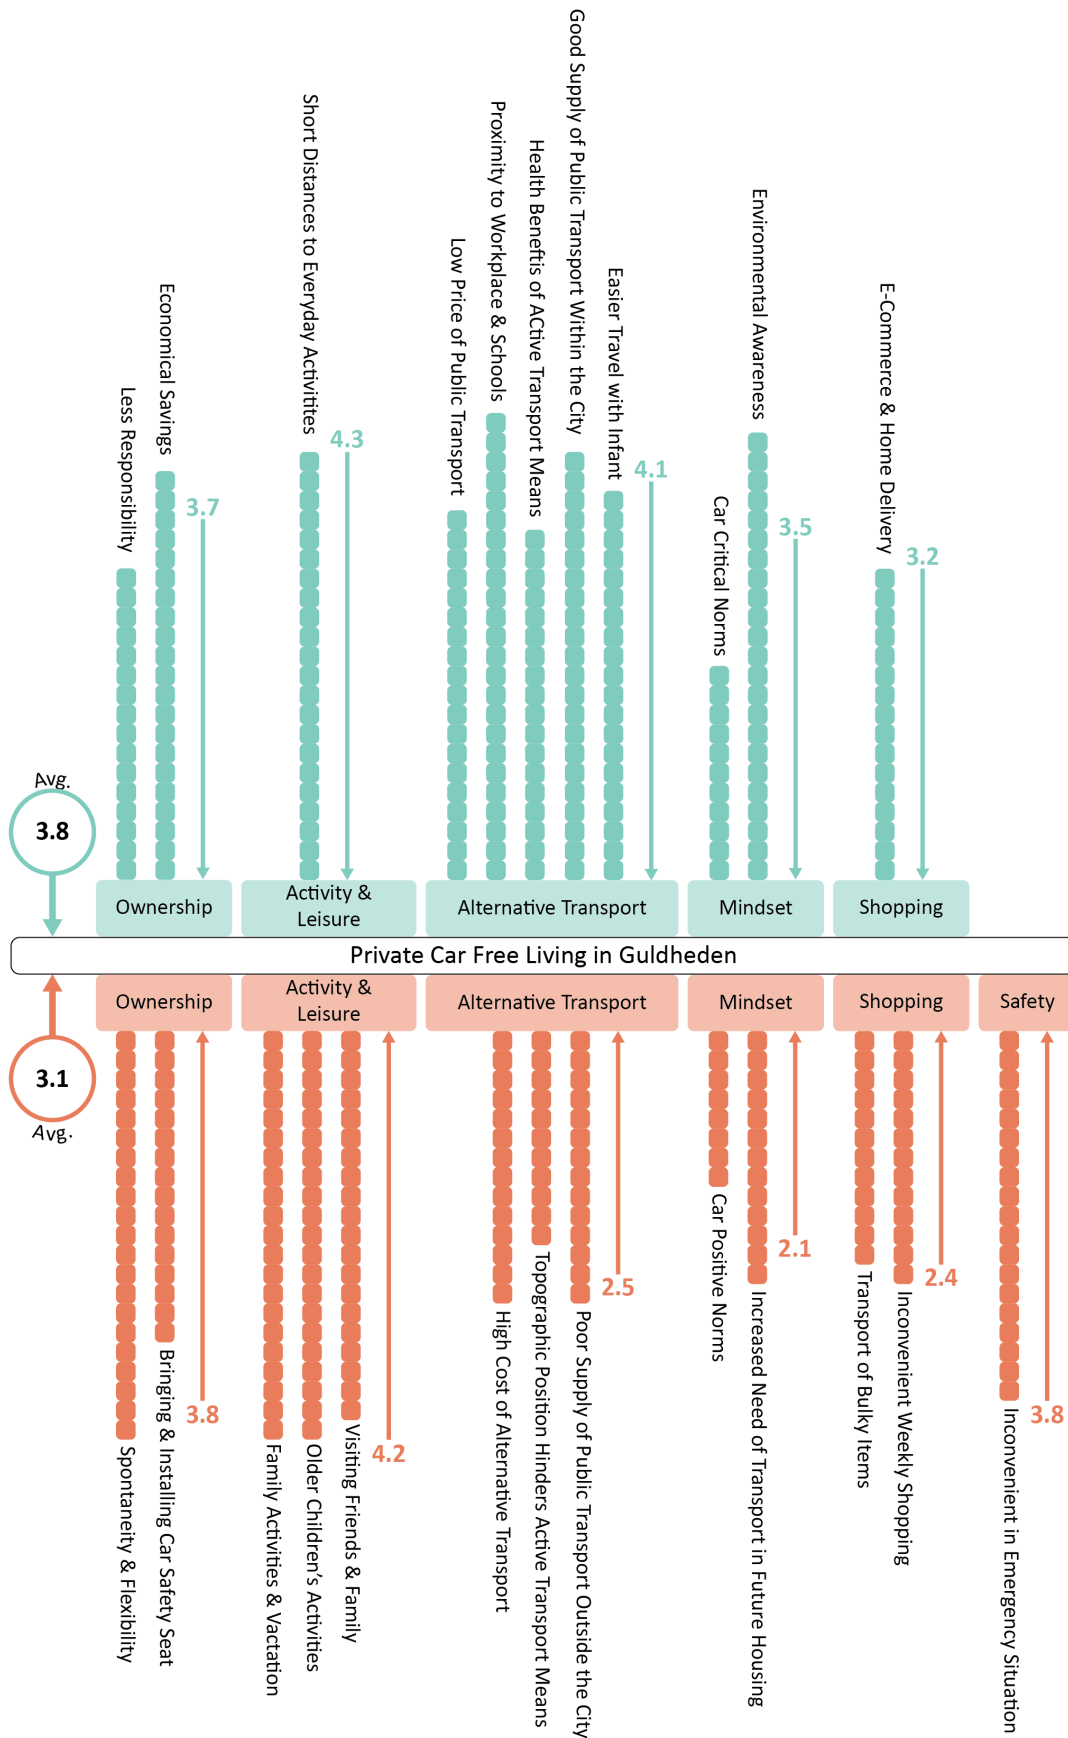 Less Responsibility
Economical Savings
3.7
Short Distances to Everyday Activitites
4.3
Low Price of Public Transport
Proximity to Workplace & Schools
Health Beneftis of ACtive Transport Means
Good Supply of Public Transport Within the City
Easier Travel with Infant
4.1
Car Critical Norms
Environmental Awareness
3.5
E-Commerce & Home Delivery
3.2
Avg.
3.8
Ownership
Activity &
Leisure
Alternative Transport
Mindset
Shopping
Private Car Free Living in Guldheden
Ownership
Activity &
Leisure
Alternative Transport
Mindset
Shopping
Safety
3.1
Avg.
Spontaneity & Flexibility
Bringing & Installing Car Safety Seat
3.8
Family Activities & Vactation
Older Children's Activities
Visiting Friends & Family
4.2
High Cost of Alternative Transport
Topographic Position Hinders Active Transport Means
Poor Supply of Public Transport Outside the City
2.5
Car Positive Norms
Increased Need of Transport in Future Housing
2.1
Transport of Bulky Items
Inconvenient Weekly Shopping
2.4
Inconvenient in Emergency Situation
3.8